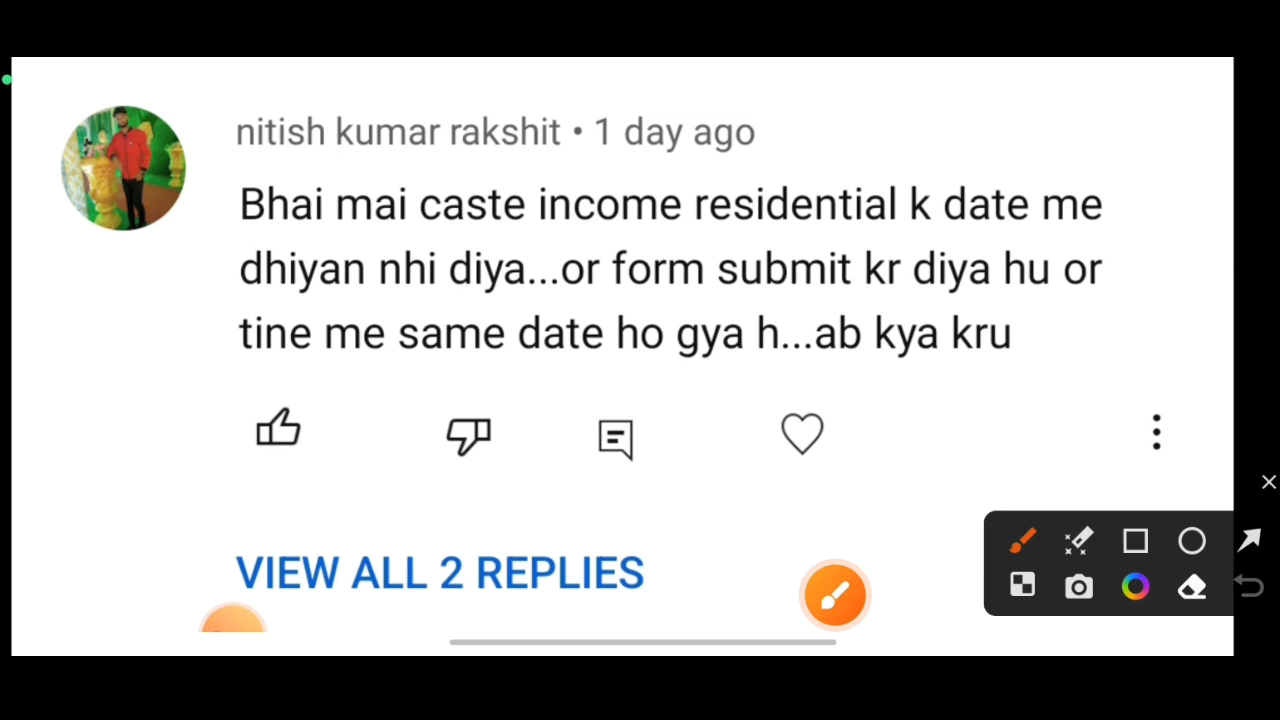 nitish kumar rakshit • 1 day ago
Bhai mai caste income residential k date me
dhiyan nhi diya...or form submit kr diya hu or
tine me same date ho gya h...ab kya kru
VIEW ALL 2 REPLIES